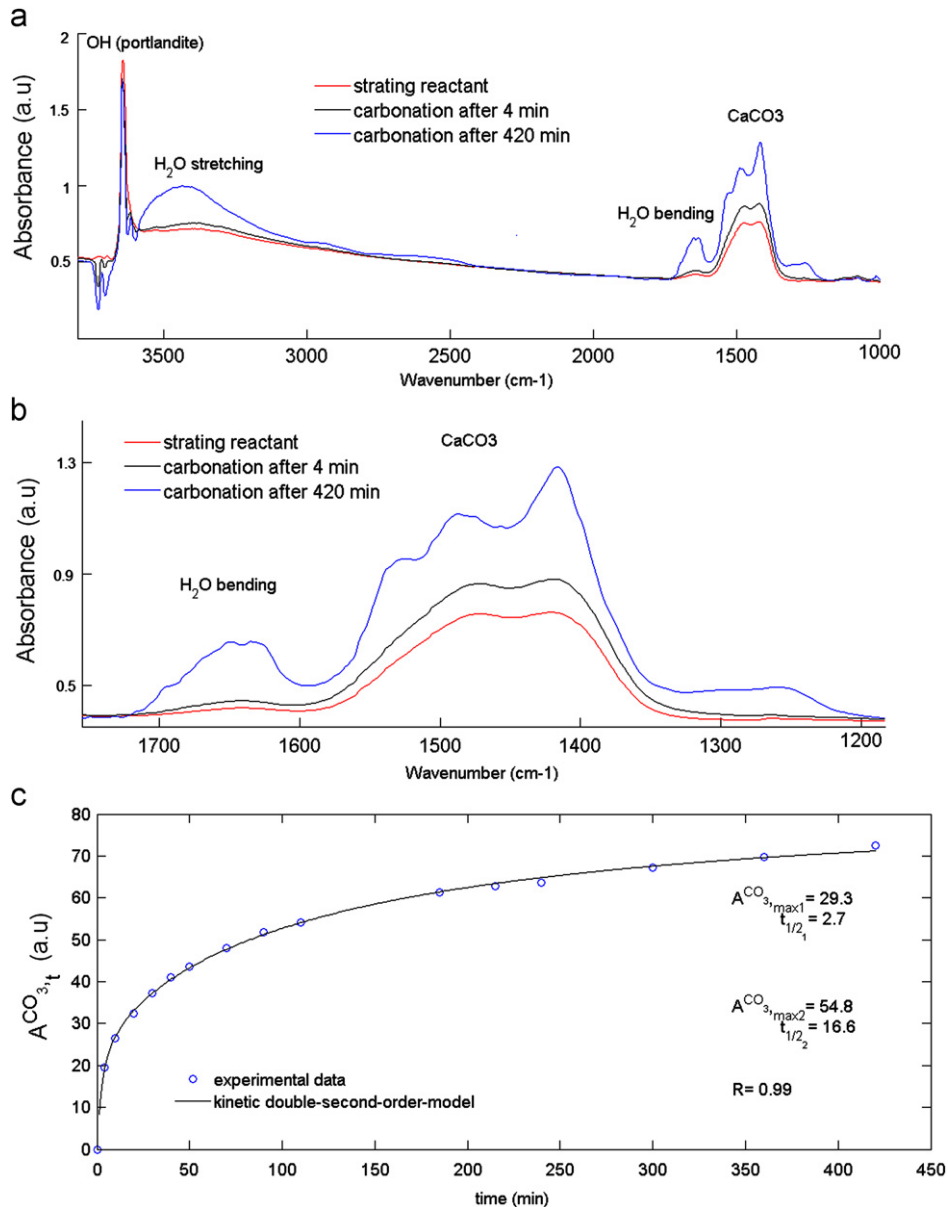 a
2
OH (portlandite)
strating reactant
carbonation after 4 min
carbonation after 420 min
CaCO3
1.5
H2O stretching
1
H2O bending
0.5
Absorbance (a.u)
3500 3000 2500 2000 1500 1000
Wavenumber (cm-1)
b
strating reactant
carbonation after 4 min
carbonation after 420 min
CaCO3
1.3
0.9
H2O bending
0.5
Absorbance (a.u)
1700 1600 1500 1400 1300 1200
Wavenumber (cm-1)
c
80
70
60
50
40
30
20
10
0
A^CO3,t (a.u)
A^CO3,max1 = 29.3
t1/2_1 = 2.7
A^CO3,max2 = 54.8
t1/2_2 = 16.6
R= 0.99
experimental data
kinetic double-second-order-model
0 50 100 150 200 250 300 350 400 450
time (min)